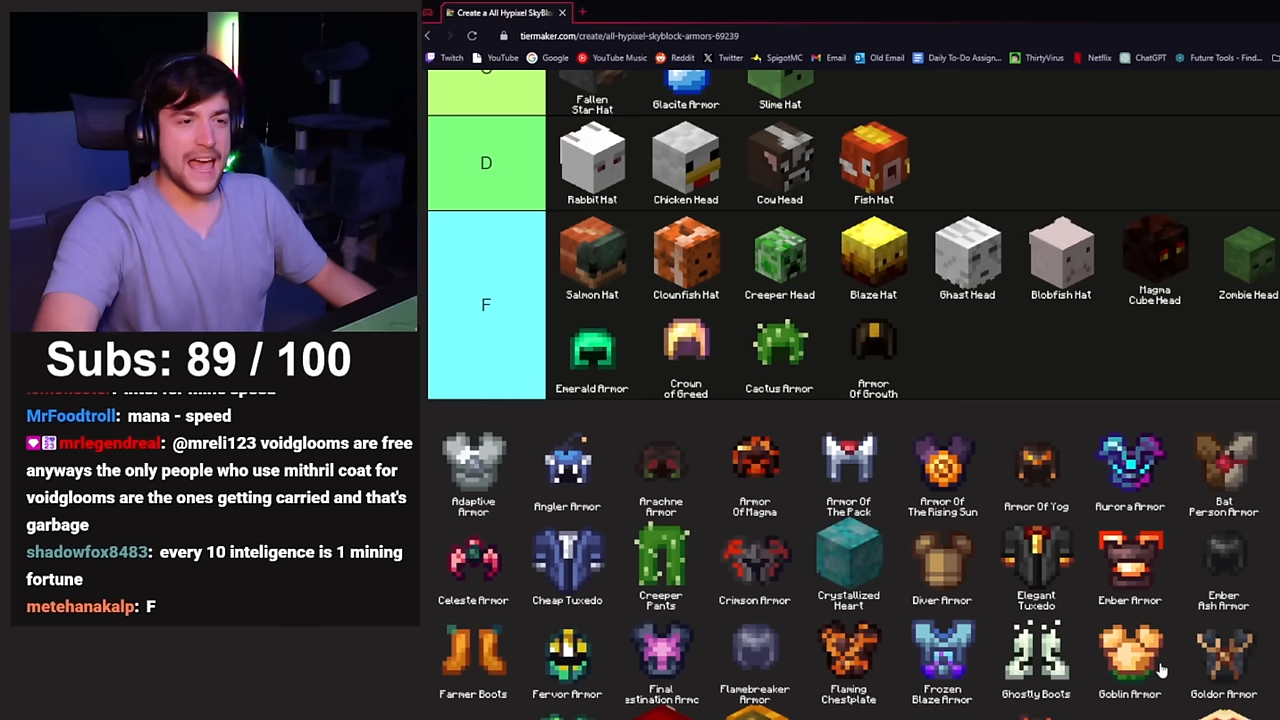 Create a All Hypixel SkyBlo
tiermaker.com/create/all-hypixel-skyblock-armors-69239
Twitch YouTube Google YouTube Music Reddit Twitter SpigotMC Email Old Email Daily To-Do Assign... ThirtyVirus Netflix ChatGPT Future Tools - Find...
Fallen Star Hat
Glacite Armor
Slime Hat
D
Rabbit Hat
Chicken Head
Cow Head
Fish Hat
F
Salmon Hat
Clownfish Hat
Creeper Head
Blaze Hat
Ghast Head
Blobfish Hat
Magma Cube Head
Zombie Head
Emerald Armor
Crown of Greed
Cactus Armor
Armor Of Growth
Adaptive Armor
Angler Armor
Arachne Armor
Armor Of Magma
Armor Of The Pack
Armor Of The Rising Sun
Armor Of Yog
Aurora Armor
Bat Person Armor
Celeste Armor
Cheap Tuxedo
Creeper Pants
Crimson Armor
Crystallized Heart
Diver Armor
Elegant Tuxedo
Ember Armor
Ember Ash Armor
Farmer Boots
Fervor Armor
Final estination Armo
Flamebreaker Armor
Flaming Chestplate
Frozen Blaze Armor
Ghostly Boots
Goblin Armor
Goldor Armor
Subs: 89 / 100
MrFoodtroll: mana - speed
mrlegendreal: @mreli123 voidglooms are free
anyways the only people who use mithril coat for
voidglooms are the ones getting carried and that's
garbage
shadowfox8483: every 10 inteligence is 1 mining
fortune
metehanakalp: F